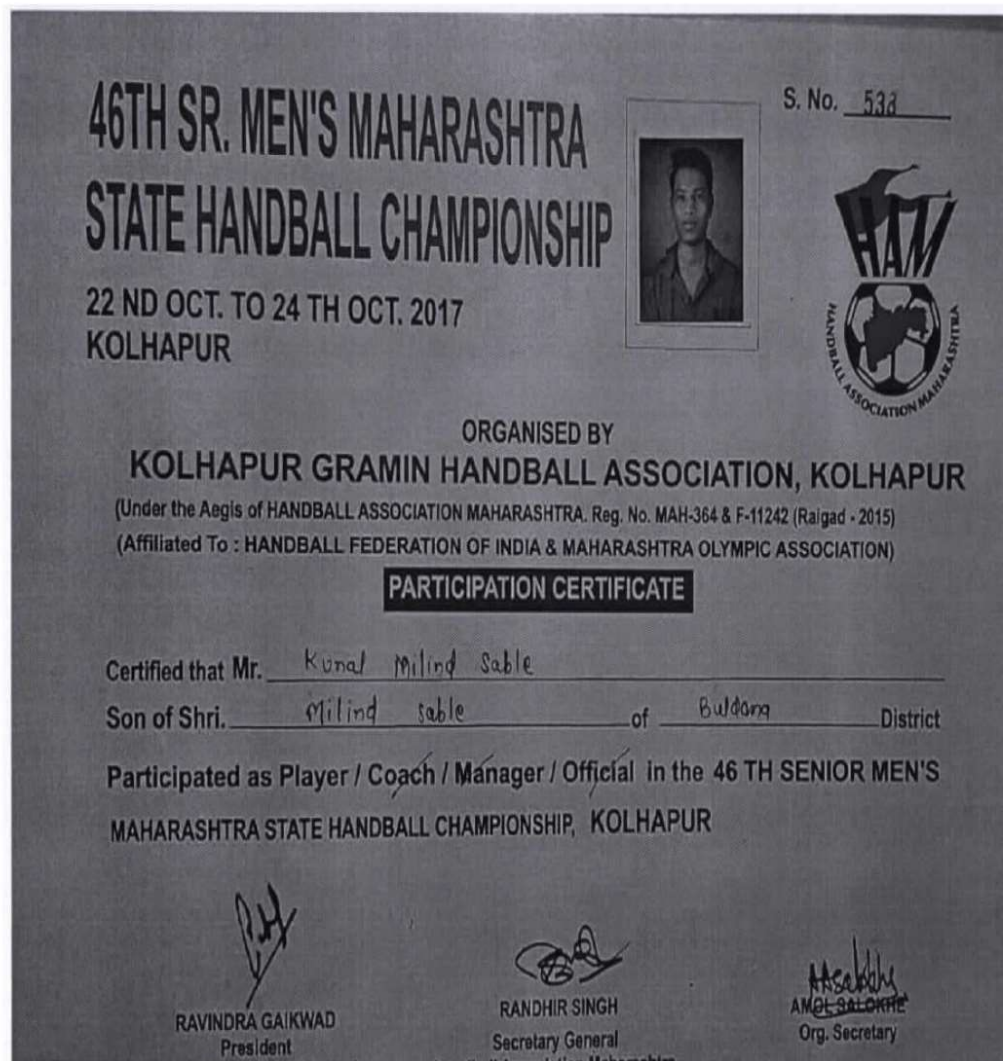 46TH SR. MEN'S MAHARASHTRA
STATE HANDBALL CHAMPIONSHIP
22 ND OCT. TO 24 TH OCT. 2017
KOLHAPUR
S. No. 538
HAM
HANDBALL ASSOCIATION MAHARASHTRA
ORGANISED BY
KOLHAPUR GRAMIN HANDBALL ASSOCIATION, KOLHAPUR
(Under the Aegis of HANDBALL ASSOCIATION MAHARASHTRA. Reg. No. MAH-364 & F-11242 (Raigad - 2015)
(Affiliated To : HANDBALL FEDERATION OF INDIA & MAHARASHTRA OLYMPIC ASSOCIATION)
PARTICIPATION CERTIFICATE
Certified that Mr. Kunal Milind Sable
Son of Shri. Milind Sable of Buldana District
Participated as Player / Coach / Manager / Official in the 46 TH SENIOR MEN'S
MAHARASHTRA STATE HANDBALL CHAMPIONSHIP, KOLHAPUR
RAVINDRA GAIKWAD
President
RANDHIR SINGH
Secretary General
AMOL SALOKHE
Org. Secretary